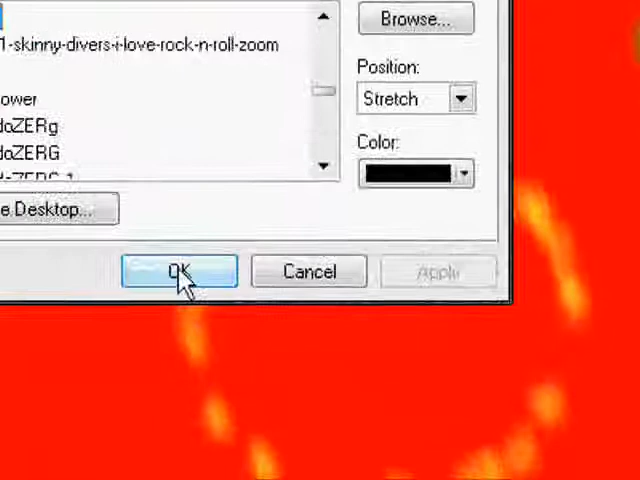 Browse...
1-skinny-divers-i-love-rock-n-roll-zoom
Position:
ower
Stretch
doZERg
Color:
doZERG
e Desktop...
OK
Cancel
Apply